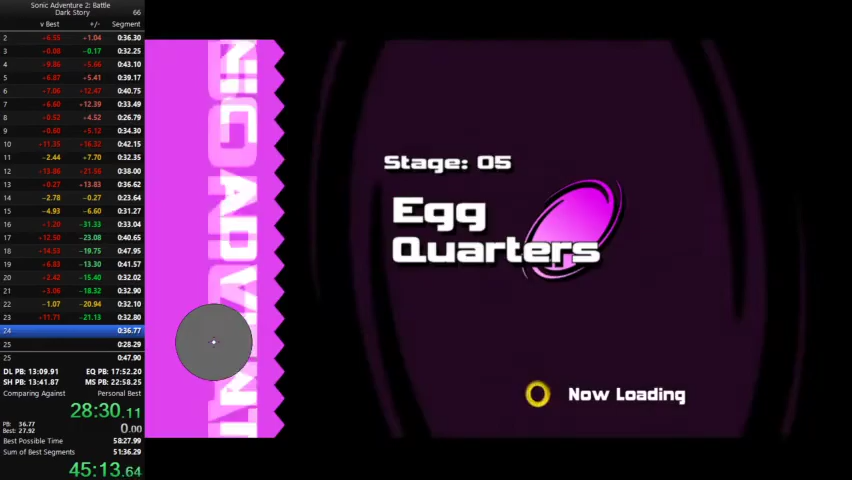 Sonic Adventure 2: Battle
Dark Story 66
v Best +/- Segment
2 +6.55 +1.04 0:36.30
3 +0.08 -0.17 0:32.25
4 -9.86 -5.66 0:43.10
5 +6.87 +5.41 0:39.17
6 +7.06 +12.47 0:40.75
7 +6.60 +12.39 0:33.49
8 +0.52 +4.52 0:26.79
9 +0.60 +5.12 0:34.30
10 +11.35 +16.32 0:42.15
11 -2.44 +7.70 0:32.35
12 +13.86 +21.56 0:38.00
13 +0.27 +13.83 0:36.62
14 -2.78 -0.27 0:23.64
15 -4.93 -6.60 0:31.27
16 +1.20 -31.33 0:33.04
17 +12.50 -23.08 0:40.65
18 -14.53 -19.75 0:47.95
19 +6.83 -13.30 0:41.57
20 +2.42 -15.40 0:32.02
21 +3.06 -18.32 0:32.90
22 -1.07 -20.94 0:32.10
23 +11.71 -21.13 0:32.80
24 0:36.77
25 0:28.29
25 0:47.90
DL PB: 13:09.91 EQ PB: 17:52.20
SH PB: 13:41.87 MS PB: 22:58.25
Comparing Against Personal Best
28:30.11
PB: 36.77
Best: 27.92 0.00
Best Possible Time 58:27.99
Sum of Best Segments 51:36.29
45:13.64
NIC ADVENT
Stage: 05
Egg
Quarters
Now Loading